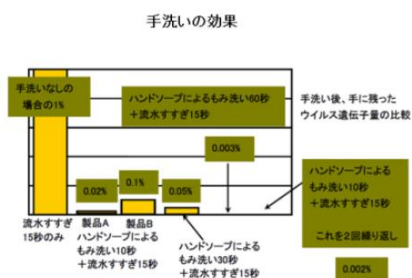 手洗いの効果
手洗いなしの
場合の1%
ハンドソープによるもみ洗い60秒
＋流水すすぎ15秒
手洗い後、手に残った
ウイルス遺伝子量の比較
0.003%
ハンドソープによる
もみ洗い10秒
＋流水すすぎ15秒
これを2回繰り返し
0.02%
0.1%
0.05%
流水すすぎ
15秒のみ
製品A
製品B
ハンドソープによる
もみ洗い10秒
＋流水すすぎ15秒
ハンドソープによる
もみ洗い30秒
＋流水すすぎ15秒
0.002%